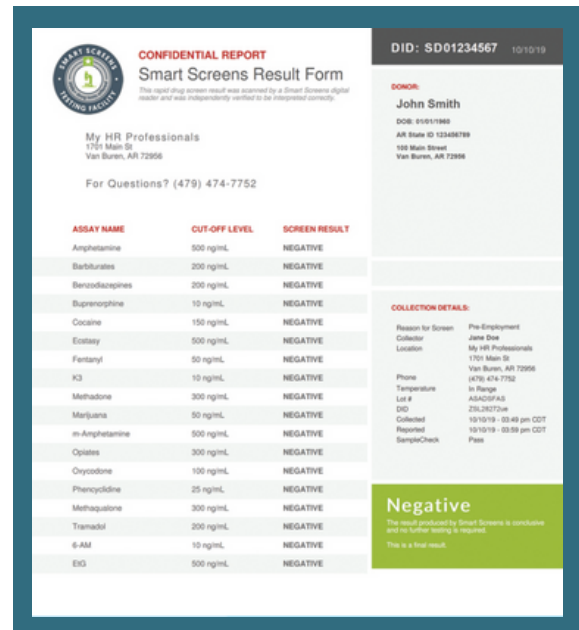 SMART SCREENS
TESTING FACILITY
CONFIDENTIAL REPORT
Smart Screens Result Form
This rapid drug screen result was scanned by a Smart Screens digital
reader and was independently verified to be interpreted correctly.
My HR Professionals
1701 Main St
Van Buren, AR 72956
For Questions? (479) 474-7752
DID: SD01234567 10/10/19
DONOR:
John Smith
DOB: 01/01/1960
AR State ID 123456789
100 Main Street
Van Buren, AR 72956
ASSAY NAME CUT-OFF LEVEL SCREEN RESULT
Amphetamine 500 ng/mL NEGATIVE
Barbiturates 200 ng/mL NEGATIVE
Benzodiazepines 200 ng/mL NEGATIVE
Buprenorphine 10 ng/mL NEGATIVE
Cocaine 150 ng/mL NEGATIVE
Ecstasy 500 ng/mL NEGATIVE
Fentanyl 50 ng/mL NEGATIVE
K3 10 ng/mL NEGATIVE
Methadone 300 ng/mL NEGATIVE
Marijuana 50 ng/mL NEGATIVE
m-Amphetamine 500 ng/mL NEGATIVE
Opiates 300 ng/mL NEGATIVE
Oxycodone 100 ng/mL NEGATIVE
Phencyclidine 25 ng/mL NEGATIVE
Methaqualone 300 ng/mL NEGATIVE
Tramadol 200 ng/mL NEGATIVE
6-AM 10 ng/mL NEGATIVE
EtG 500 ng/mL NEGATIVE
COLLECTION DETAILS:
Reason for Screen Pre-Employment
Collector Jane Doe
Location My HR Professionals
1701 Main St
Van Buren, AR 72956
Phone (479) 474-7752
Temperature In Range
Lot # ASADSFAS
DID ZSL28272ue
Collected 10/10/19 - 03:49 pm CDT
Reported 10/10/19 - 03:59 pm CDT
SampleCheck Pass
Negative
The result produced by Smart Screens is conclusive
and no further testing is required.
This is a final result.